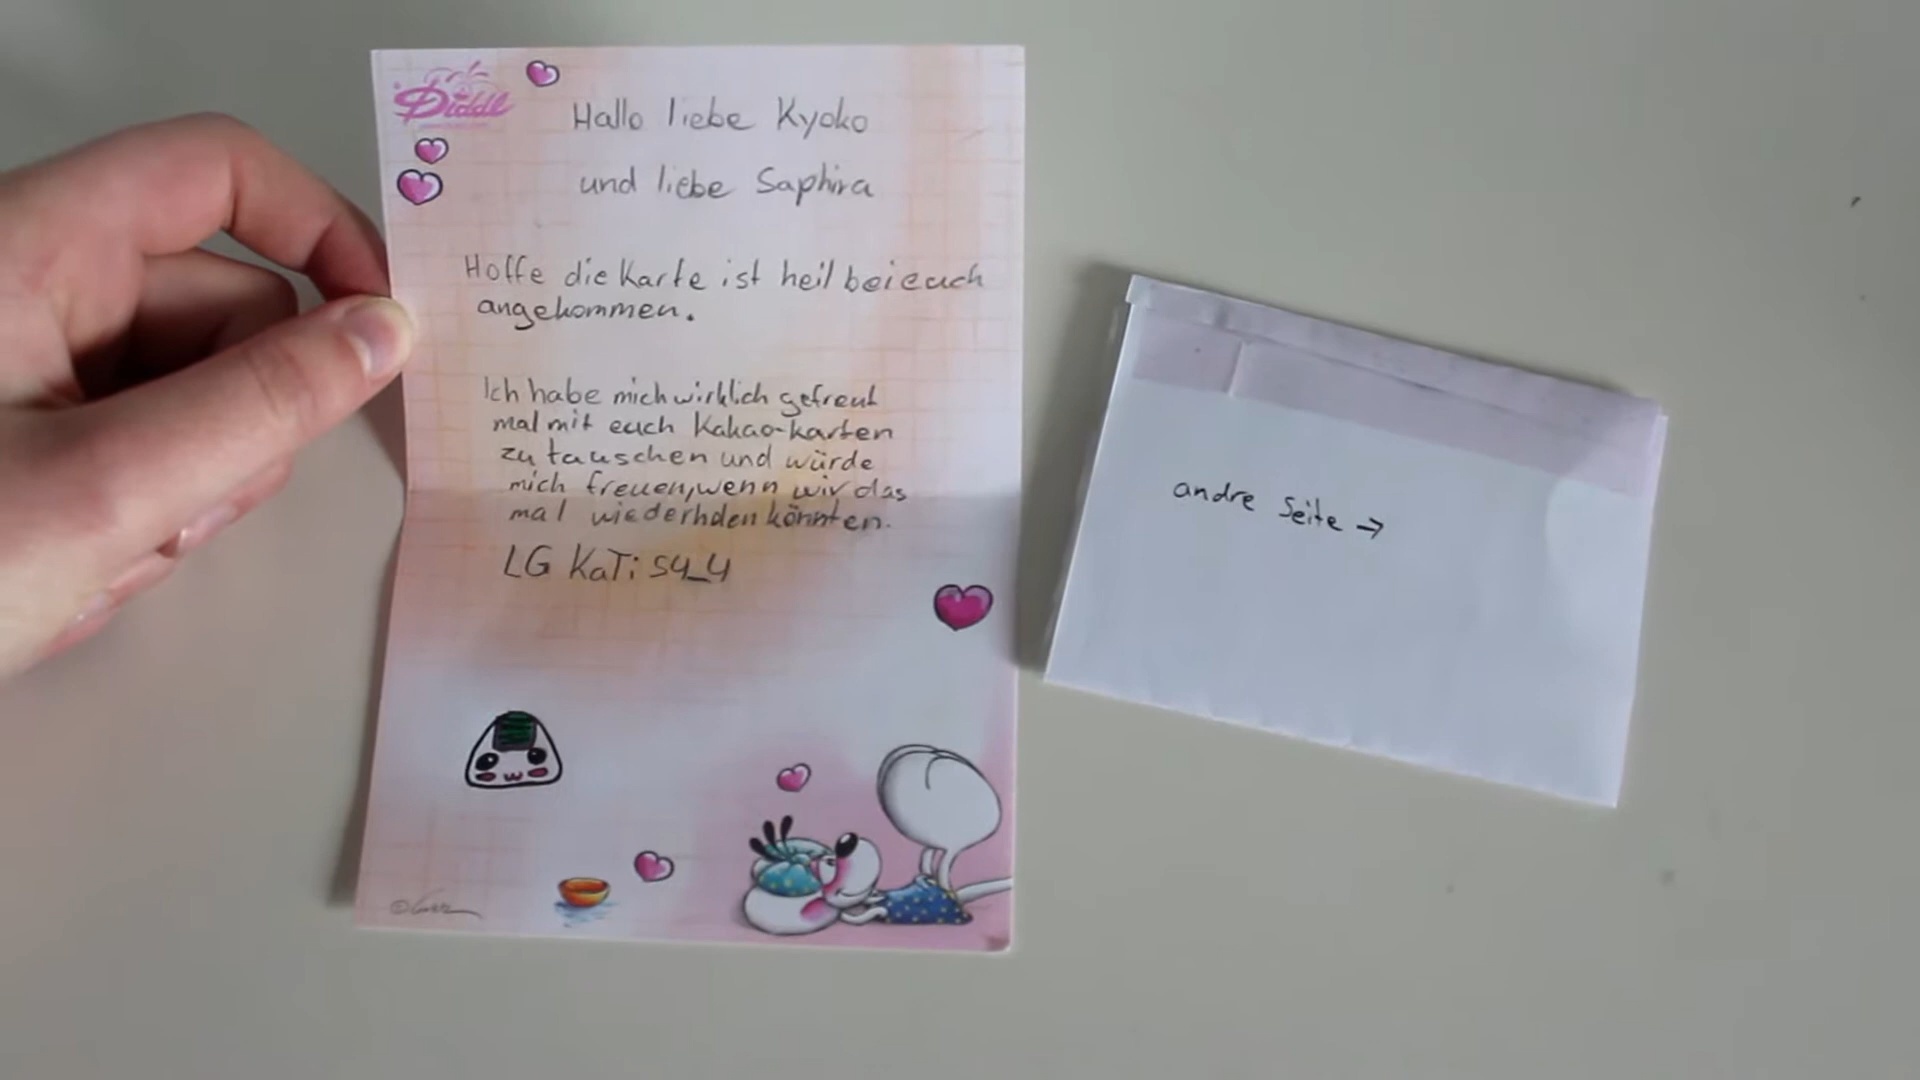 Diddl
Hallo liebe Kyoko
und liebe Saphira
Hoffe die Karte ist heil bei euch
angekommen.
Ich habe mich wirklich gefreut
mal mit euch Kakao-karten
zu tauschen und würde
mich freuen, wenn wir das
mal wiederholen könnten.
LG KaTi S4_4
andre Seite →